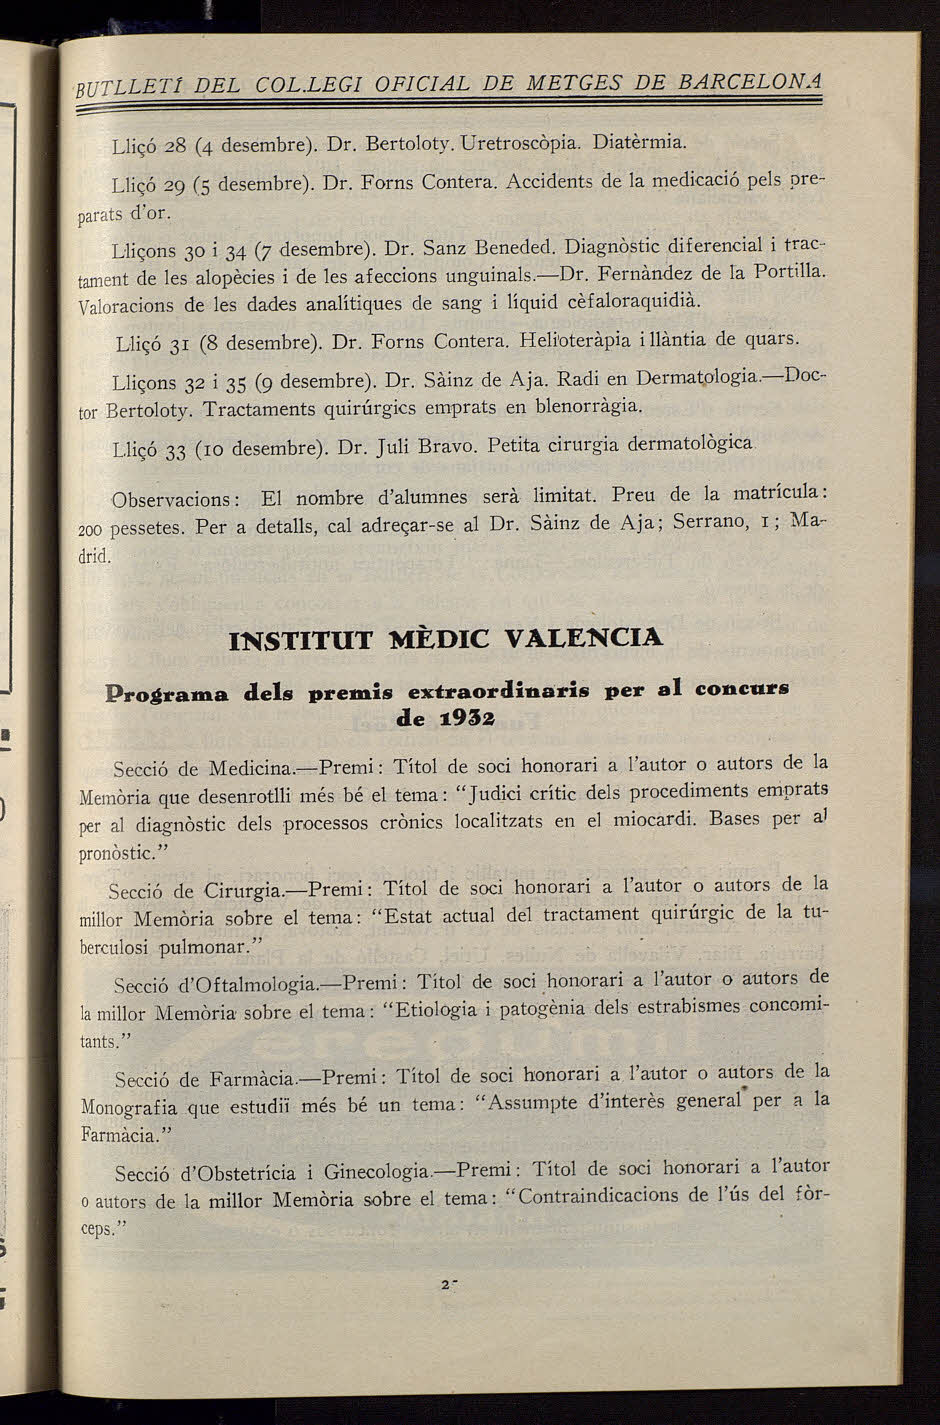 BUTLLETÍ DEL COL.LEGI OFICIAL DE METGES DE BARCELONA
Lliçó 28 (4 desembre). Dr. Bertoloty. Uretroscòpia. Diatèrmia.
Lliçó 29 (5 desembre). Dr. Forns Contera. Accidents de la medicació pels pre-
parats d'or.
Lliçons 30 i 34 (7 desembre). Dr. Sanz Beneded. Diagnòstic diferencial i trac-
tament de les alopècies i de les afeccions unguinals.—Dr. Fernàndez de la Portilla.
Valoracions de les dades analítiques de sang i líquid cèfaloraquidià.
Lliçó 31 (8 desembre). Dr. Forns Contera. Helioteràpia i llàntia de quars.
Lliçons 32 i 35 (9 desembre). Dr. Sàinz de Aja. Radi en Dermatologia.—Doc-
tor Bertoloty. Tractaments quirúrgics emprats en blenorràgia.
Lliçó 33 (10 desembre). Dr. Juli Bravo. Petita cirurgia dermatològica
Observacions: El nombre d'alumnes serà limitat. Preu de la matrícula:
200 pessetes. Per a detalls, cal adreçar-se al Dr. Sàinz de Aja; Serrano, 1; Ma-
drid.
INSTITUT MÈDIC VALENCIA
Programa dels premis extraordinaris per al concurs
de 1932
Secció de Medicina.—Premi: Títol de soci honorari a l'autor o autors de la
Memòria que desenrotlli més bé el tema: "Judici crític dels procediments emprats
per al diagnòstic dels processos crònics localitzats en el miocardi. Bases per al
pronòstic."
Secció de Cirurgia.—Premi: Títol de soci honorari a l'autor o autors de la
millor Memòria sobre el tema: "Estat actual del tractament quirúrgic de la tu-
berculosi pulmonar."
Secció d'Oftalmologia.—Premi: Títol de soci honorari a l'autor o autors de
la millor Memòria sobre el tema: "Etiologia i patogènia dels estrabismes concomi-
tants."
Secció de Farmàcia.—Premi: Títol de soci honorari a l'autor o autors de la
Monografia que estudiï més bé un tema: "Assumpte d'interès general per a la
Farmàcia."
Secció d'Obstetrícia i Ginecologia.—Premi: Títol de soci honorari a l'autor
o autors de la millor Memòria sobre el tema: "Contraindicacions de l'ús del fòr-
ceps."